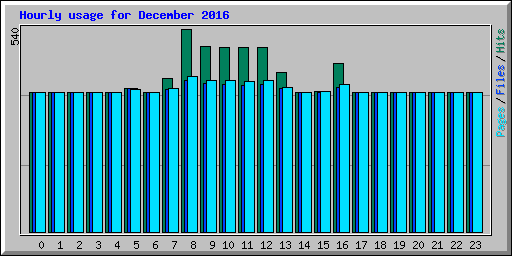 Hourly usage for December 2016
540
Pages/Files/Hits
0 1 2 3 4 5 6 7 8 9 10 11 12 13 14 15 16 17 18 19 20 21 22 23